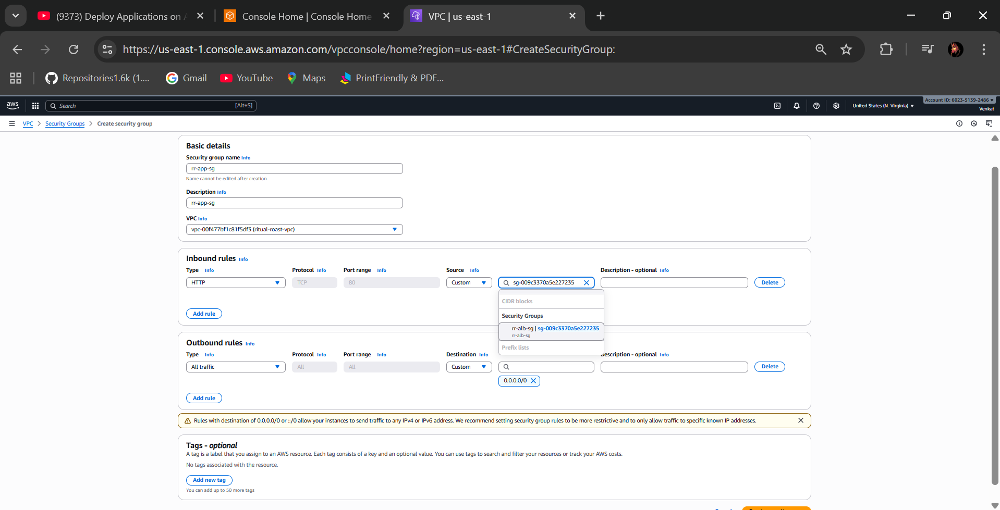 (9373) Deploy Applications on
Console Home | Console Home
VPC | us-east-1
https://us-east-1.console.aws.amazon.com/vpcconsole/home?region=us-east-1#CreateSecurityGroup:
Repositories1.6k (1....
Gmail
YouTube
Maps
PrintFriendly & PDF...
aws
Search
[Alt+S]
United States (N. Virginia)
Account ID: 6023-5139-2486
Venkat
VPC
Security Groups
Create security group
Basic details
Security group name Info
rr-app-sg
Name cannot be edited after creation.
Description Info
rr-app-sg
VPC Info
vpc-00f477bf1c81f5df3 (ritual-roast-vpc)
Inbound rules Info
Type Info Protocol Info Port range Info Source Info Description - optional Info
HTTP TCP 80 Custom sg-009c3370a5e227235 Delete
CIDR blocks
Security Groups
rr-alb-sg | sg-009c3370a5e227235
rr-alb-sg
Prefix lists
Add rule
Outbound rules Info
Type Info Protocol Info Port range Info Destination Info Description - optional Info
All traffic All All Custom Delete
0.0.0.0/0
Add rule
Rules with destination of 0.0.0.0/0 or ::/0 allow your instances to send traffic to any IPv4 or IPv6 address. We recommend setting security group rules to be more restrictive and to only allow traffic to specific known IP addresses.
Tags - optional
A tag is a label that you assign to an AWS resource. Each tag consists of a key and an optional value. You can use tags to search and filter your resources or track your AWS costs.
No tags associated with the resource.
Add new tag
You can add up to 50 more tags